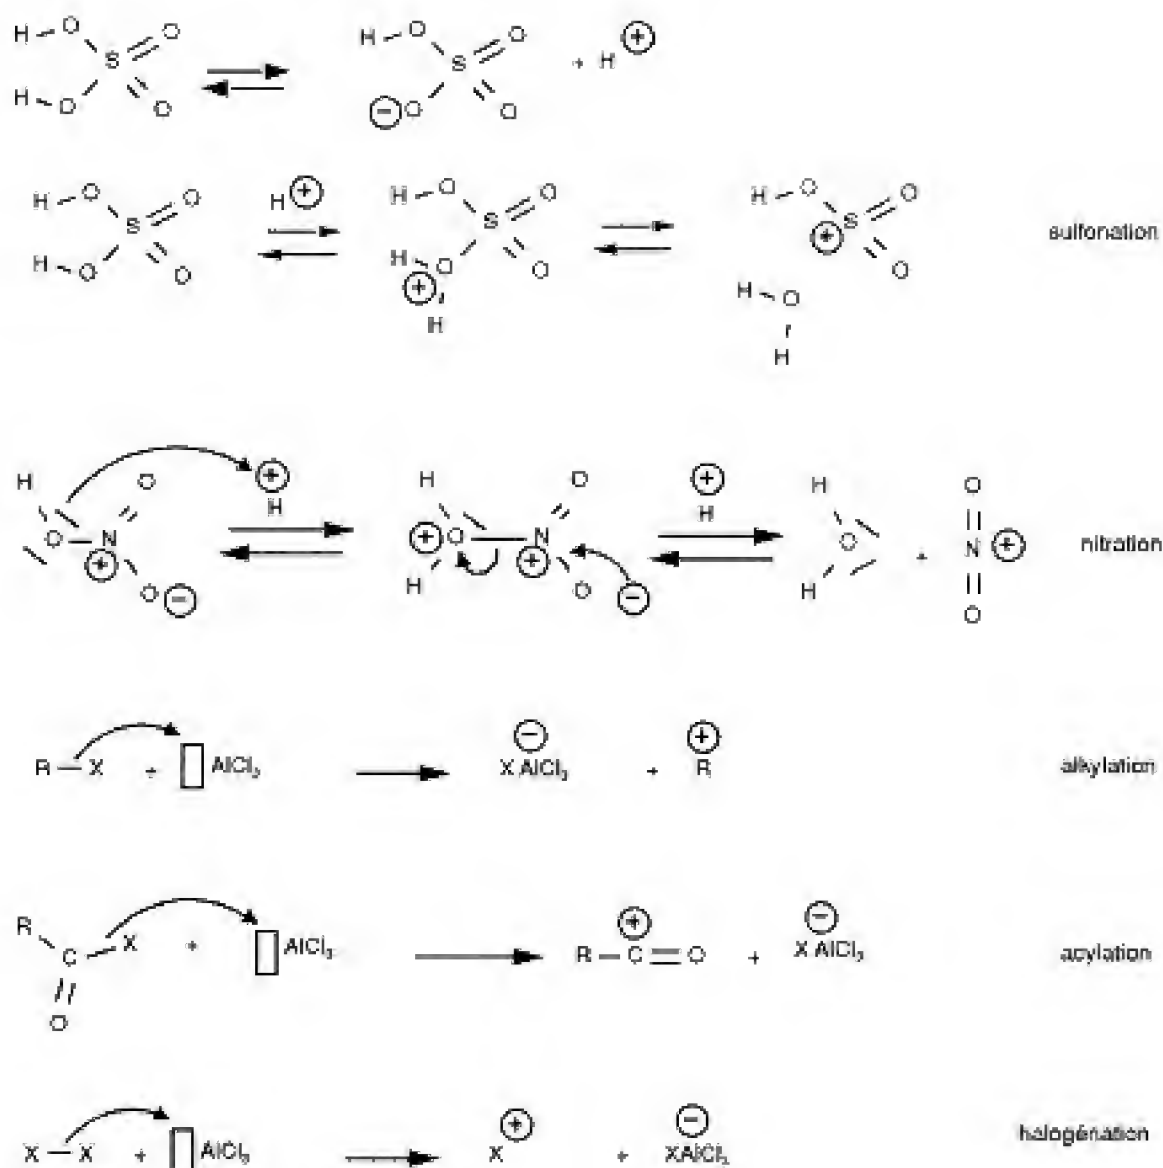 H O S O O H O ⇌ H O S O O ⊖ O + H ⊕
H O S O O H O ⇌ H ⊕ H O S O O H O ⊕ H ⇌ H O S ⊕ O O H O H sulfonation
H O N ⊕ O O ⊖ ⇌ ⊕ H H ⊕ O H N ⊕ O O ⊖ ⇌ ⊕ H H O H + O N ⊕ O nitration
R — X + AlCl3 → ⊖ X AlCl3 + ⊕ R alkylation
R C X O + AlCl3 → R — C ⊕ = O + ⊖ X AlCl3 acylation
X — X + AlCl3 → X ⊕ + ⊖ XAlCl3 halogénation